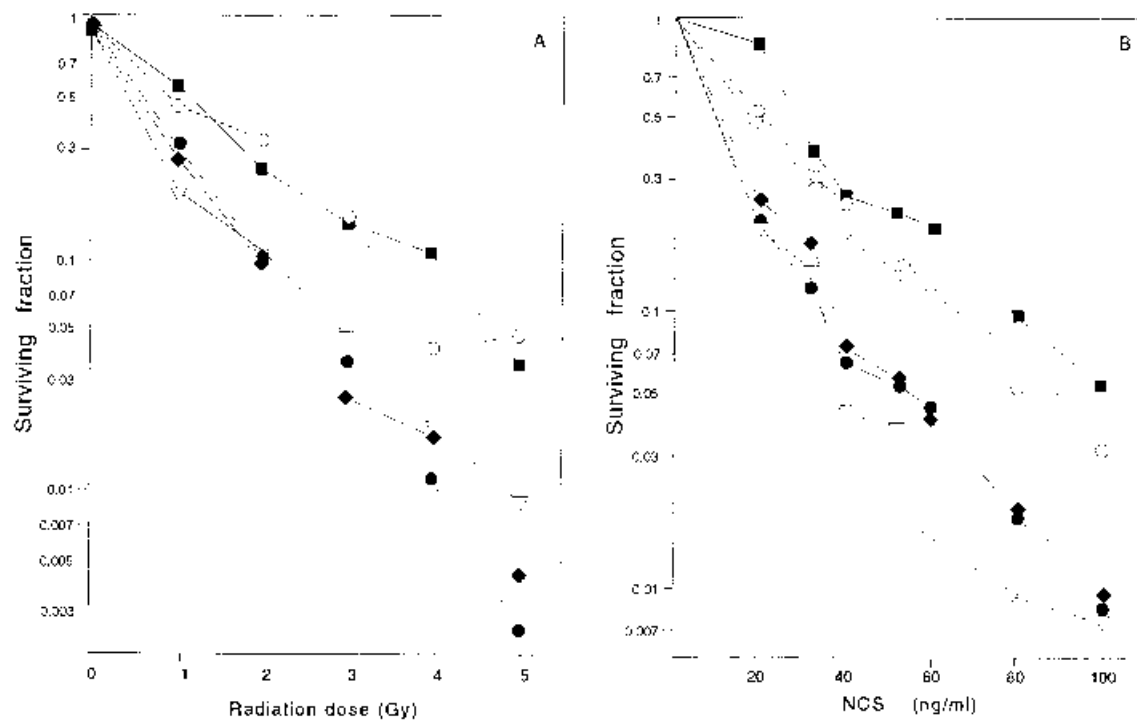 A
1
0.7
0.5
0.3
0.1
0.07
0.05
0.03
0.01
0.007
0.005
0.003
Surviving fraction
0 1 2 3 4 5
Radiation dose (Gy)
B
1
0.7
0.5
0.3
0.1
0.07
0.05
0.03
0.01
0.007
Surviving fraction
20 40 60 80 100
NCS (ng/ml)